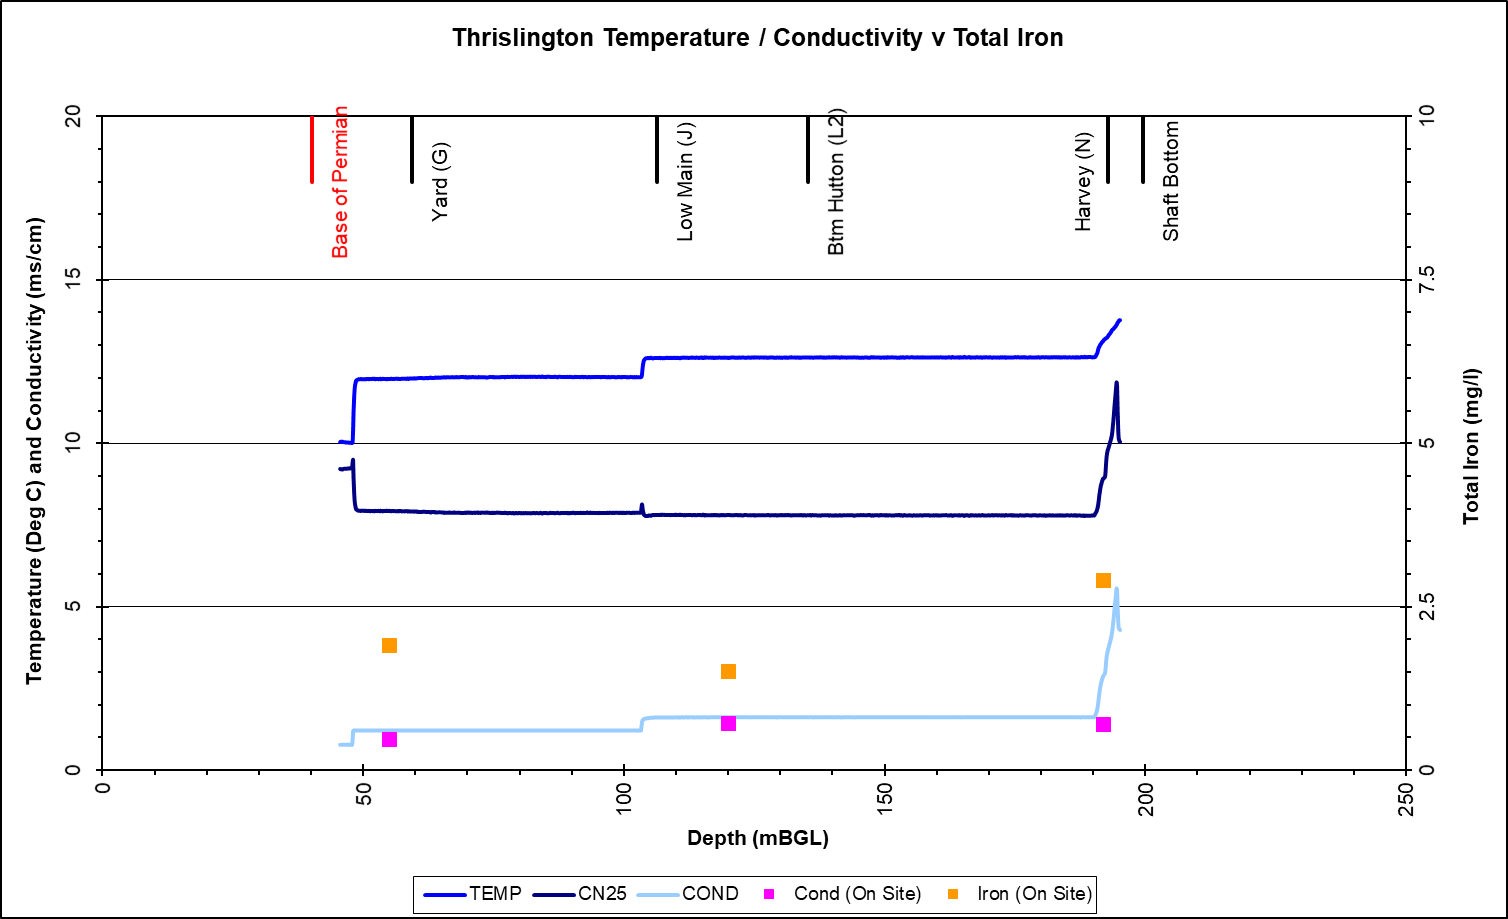 Thrislington Temperature / Conductivity v Total Iron
20
15
10
5
0
Temperature (Deg C) and Conductivity (ms/cm)
Base of Permian
Yard (G)
Low Main (J)
Btm Hutton (L2)
Harvey (N)
Shaft Bottom
10
7.5
5
2.5
0
Total Iron (mg/l)
0
50
100
150
200
250
Depth (mBGL)
TEMP
CN25
COND
Cond (On Site)
Iron (On Site)